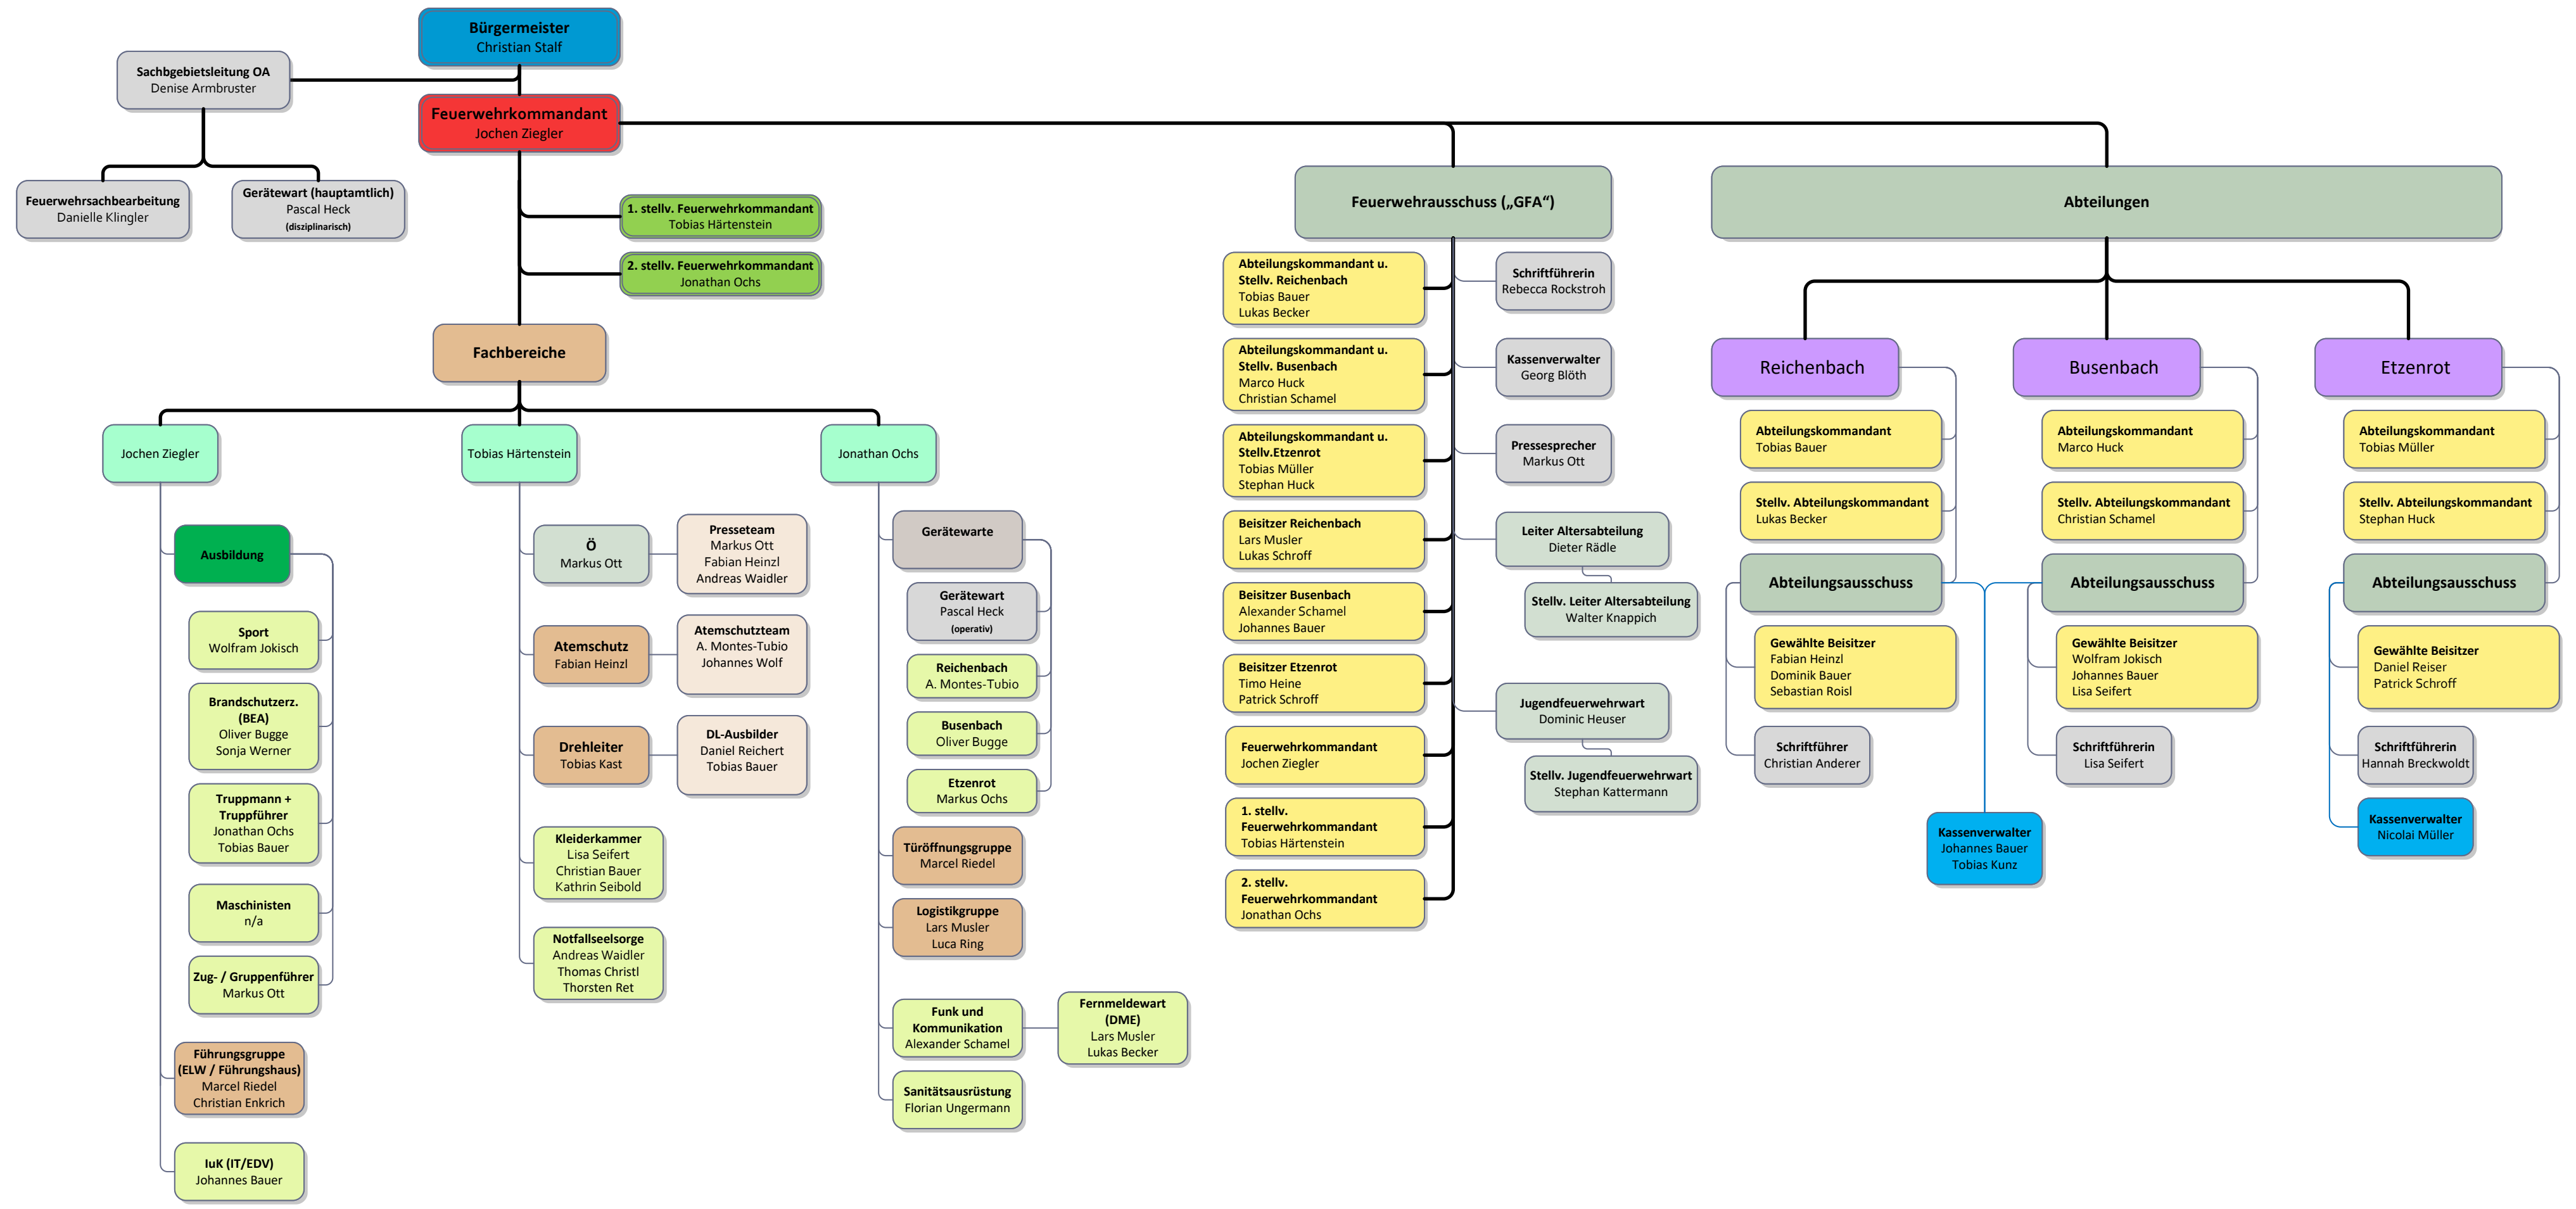 Bürgermeister
Christian Stalf
Sachbgebietsleitung OA
Denise Armbruster
Feuerwehrkommandant
Jochen Ziegler
Feuerwehrsachbearbeitung
Danielle Klingler
Gerätewart (hauptamtlich)
Pascal Heck
(disziplinarisch)
1. stellv. Feuerwehrkommandant
Tobias Härtenstein
2. stellv. Feuerwehrkommandant
Jonathan Ochs
Fachbereiche
Jochen Ziegler
Ausbildung
Sport
Wolfram Jokisch
Brandschutzerz.
(BEA)
Oliver Bugge
Sonja Werner
Truppmann +
Truppführer
Jonathan Ochs
Tobias Bauer
Maschinisten
n/a
Zug- / Gruppenführer
Markus Ott
Führungsgruppe
(ELW / Führungshaus)
Marcel Riedel
Christian Enkrich
IuK (IT/EDV)
Johannes Bauer
Tobias Härtenstein
Ö
Markus Ott
Presseteam
Markus Ott
Fabian Heinzl
Andreas Waidler
Atemschutz
Fabian Heinzl
Atemschutzteam
A. Montes-Tubio
Johannes Wolf
Drehleiter
Tobias Kast
DL-Ausbilder
Daniel Reichert
Tobias Bauer
Kleiderkammer
Lisa Seifert
Christian Bauer
Kathrin Seibold
Notfallseelsorge
Andreas Waidler
Thomas Christl
Thorsten Ret
Jonathan Ochs
Gerätewarte
Gerätewart
Pascal Heck
(operativ)
Reichenbach
A. Montes-Tubio
Busenbach
Oliver Bugge
Etzenrot
Markus Ochs
Türöffnungsgruppe
Marcel Riedel
Logistikgruppe
Lars Musler
Luca Ring
Funk und
Kommunikation
Alexander Schamel
Fernmeldewart
(DME)
Lars Musler
Lukas Becker
Sanitätsausrüstung
Florian Ungermann
Feuerwehrausschuss („GFA“)
Abteilungskommandant u.
Stellv. Reichenbach
Tobias Bauer
Lukas Becker
Abteilungskommandant u.
Stellv. Busenbach
Marco Huck
Christian Schamel
Abteilungskommandant u.
Stellv.Etzenrot
Tobias Müller
Stephan Huck
Beisitzer Reichenbach
Lars Musler
Lukas Schroff
Beisitzer Busenbach
Alexander Schamel
Johannes Bauer
Beisitzer Etzenrot
Timo Heine
Patrick Schroff
Feuerwehrkommandant
Jochen Ziegler
1. stellv.
Feuerwehrkommandant
Tobias Härtenstein
2. stellv.
Feuerwehrkommandant
Jonathan Ochs
Schriftführerin
Rebecca Rockstroh
Kassenverwalter
Georg Blöth
Pressesprecher
Markus Ott
Leiter Altersabteilung
Dieter Rädle
Stellv. Leiter Altersabteilung
Walter Knappich
Jugendfeuerwehrwart
Dominic Heuser
Stellv. Jugendfeuerwehrwart
Stephan Kattermann
Abteilungen
Reichenbach
Abteilungskommandant
Tobias Bauer
Stellv. Abteilungskommandant
Lukas Becker
Abteilungsausschuss
Gewählte Beisitzer
Fabian Heinzl
Dominik Bauer
Sebastian Roisl
Schriftführer
Christian Anderer
Busenbach
Abteilungskommandant
Marco Huck
Stellv. Abteilungskommandant
Christian Schamel
Abteilungsausschuss
Gewählte Beisitzer
Wolfram Jokisch
Johannes Bauer
Lisa Seifert
Schriftführerin
Lisa Seifert
Kassenverwalter
Johannes Bauer
Tobias Kunz
Etzenrot
Abteilungskommandant
Tobias Müller
Stellv. Abteilungskommandant
Stephan Huck
Abteilungsausschuss
Gewählte Beisitzer
Daniel Reiser
Patrick Schroff
Schriftführerin
Hannah Breckwoldt
Kassenverwalter
Nicolai Müller